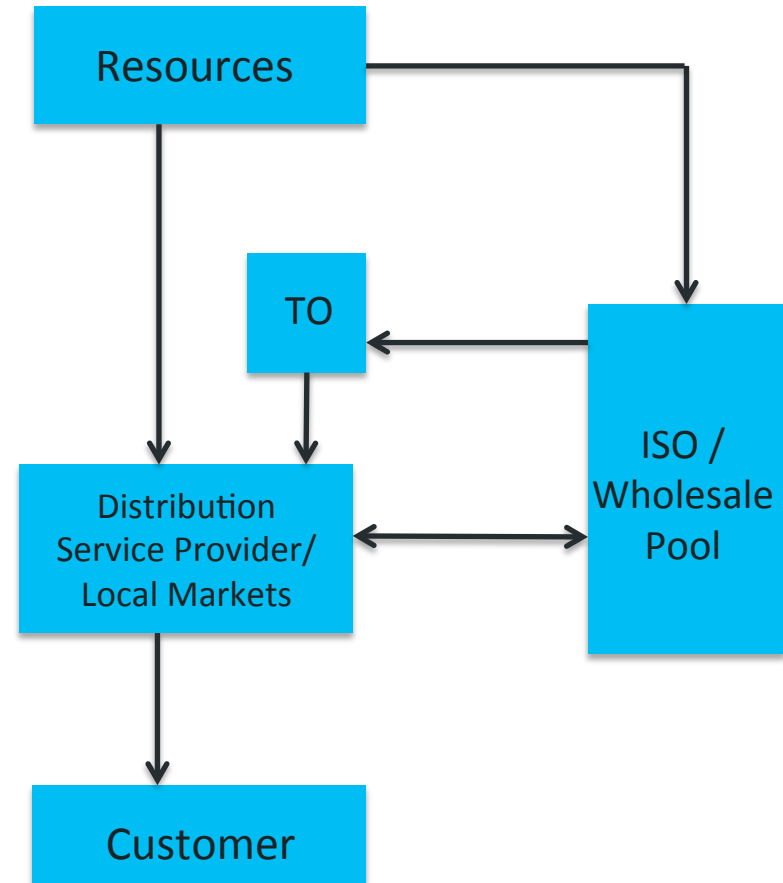 Resources
TO
ISO /
Wholesale
Pool
Distribution
Service Provider/
Local Markets
Customer